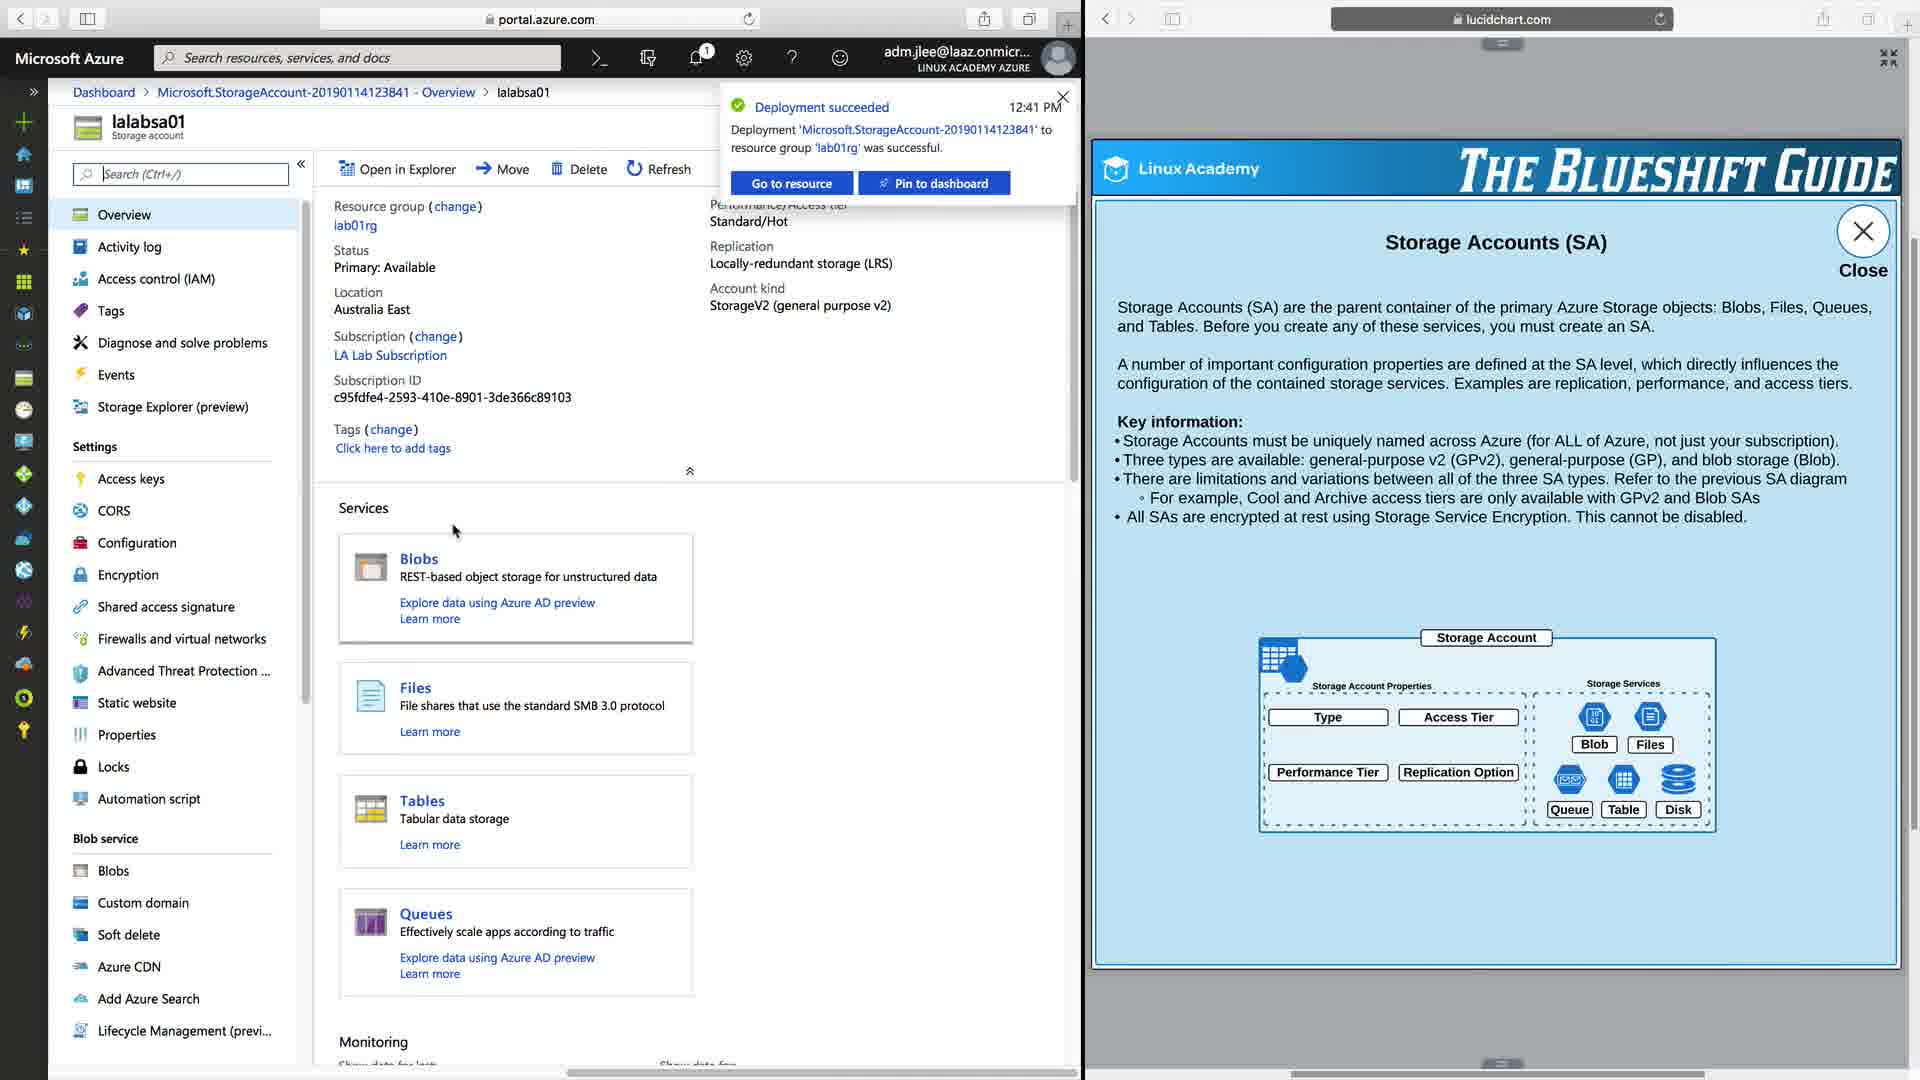 portal.azure.com
Microsoft Azure
Search resources, services, and docs
1
adm.jlee@laaz.onmicr...
LINUX ACADEMY AZURE
Dashboard > Microsoft.StorageAccount-20190114123841 - Overview > lalabsa01
lalabsa01
Storage account
Deployment succeeded 12:41 PM
Deployment 'Microsoft.StorageAccount-20190114123841' to
resource group 'lab01rg' was successful.
Go to resource
Pin to dashboard
Search (Ctrl+/)
Overview
Activity log
Access control (IAM)
Tags
Diagnose and solve problems
Events
Storage Explorer (preview)
Settings
Access keys
CORS
Configuration
Encryption
Shared access signature
Firewalls and virtual networks
Advanced Threat Protection ...
Static website
Properties
Locks
Automation script
Blob service
Blobs
Custom domain
Soft delete
Azure CDN
Add Azure Search
Lifecycle Management (previ...
Open in Explorer
Move
Delete
Refresh
Resource group (change)
lab01rg
Status
Primary: Available
Location
Australia East
Subscription (change)
LA Lab Subscription
Subscription ID
c95fdfe4-2593-410e-8901-3de366c89103
Tags (change)
Click here to add tags
Performance/Access tier
Standard/Hot
Replication
Locally-redundant storage (LRS)
Account kind
StorageV2 (general purpose v2)
Services
Blobs
REST-based object storage for unstructured data
Explore data using Azure AD preview
Learn more
Files
File shares that use the standard SMB 3.0 protocol
Learn more
Tables
Tabular data storage
Learn more
Queues
Effectively scale apps according to traffic
Explore data using Azure AD preview
Learn more
Monitoring
lucidchart.com
Linux Academy
THE BLUESHIFT GUIDE
Storage Accounts (SA)
Close
Storage Accounts (SA) are the parent container of the primary Azure Storage objects: Blobs, Files, Queues,
and Tables. Before you create any of these services, you must create an SA.
A number of important configuration properties are defined at the SA level, which directly influences the
configuration of the contained storage services. Examples are replication, performance, and access tiers.
Key information:
• Storage Accounts must be uniquely named across Azure (for ALL of Azure, not just your subscription).
• Three types are available: general-purpose v2 (GPv2), general-purpose (GP), and blob storage (Blob).
• There are limitations and variations between all of the three SA types. Refer to the previous SA diagram
◦ For example, Cool and Archive access tiers are only available with GPv2 and Blob SAs
• All SAs are encrypted at rest using Storage Service Encryption. This cannot be disabled.
Storage Account
Storage Account Properties
Type
Access Tier
Performance Tier
Replication Option
Storage Services
Blob
Files
Queue
Table
Disk